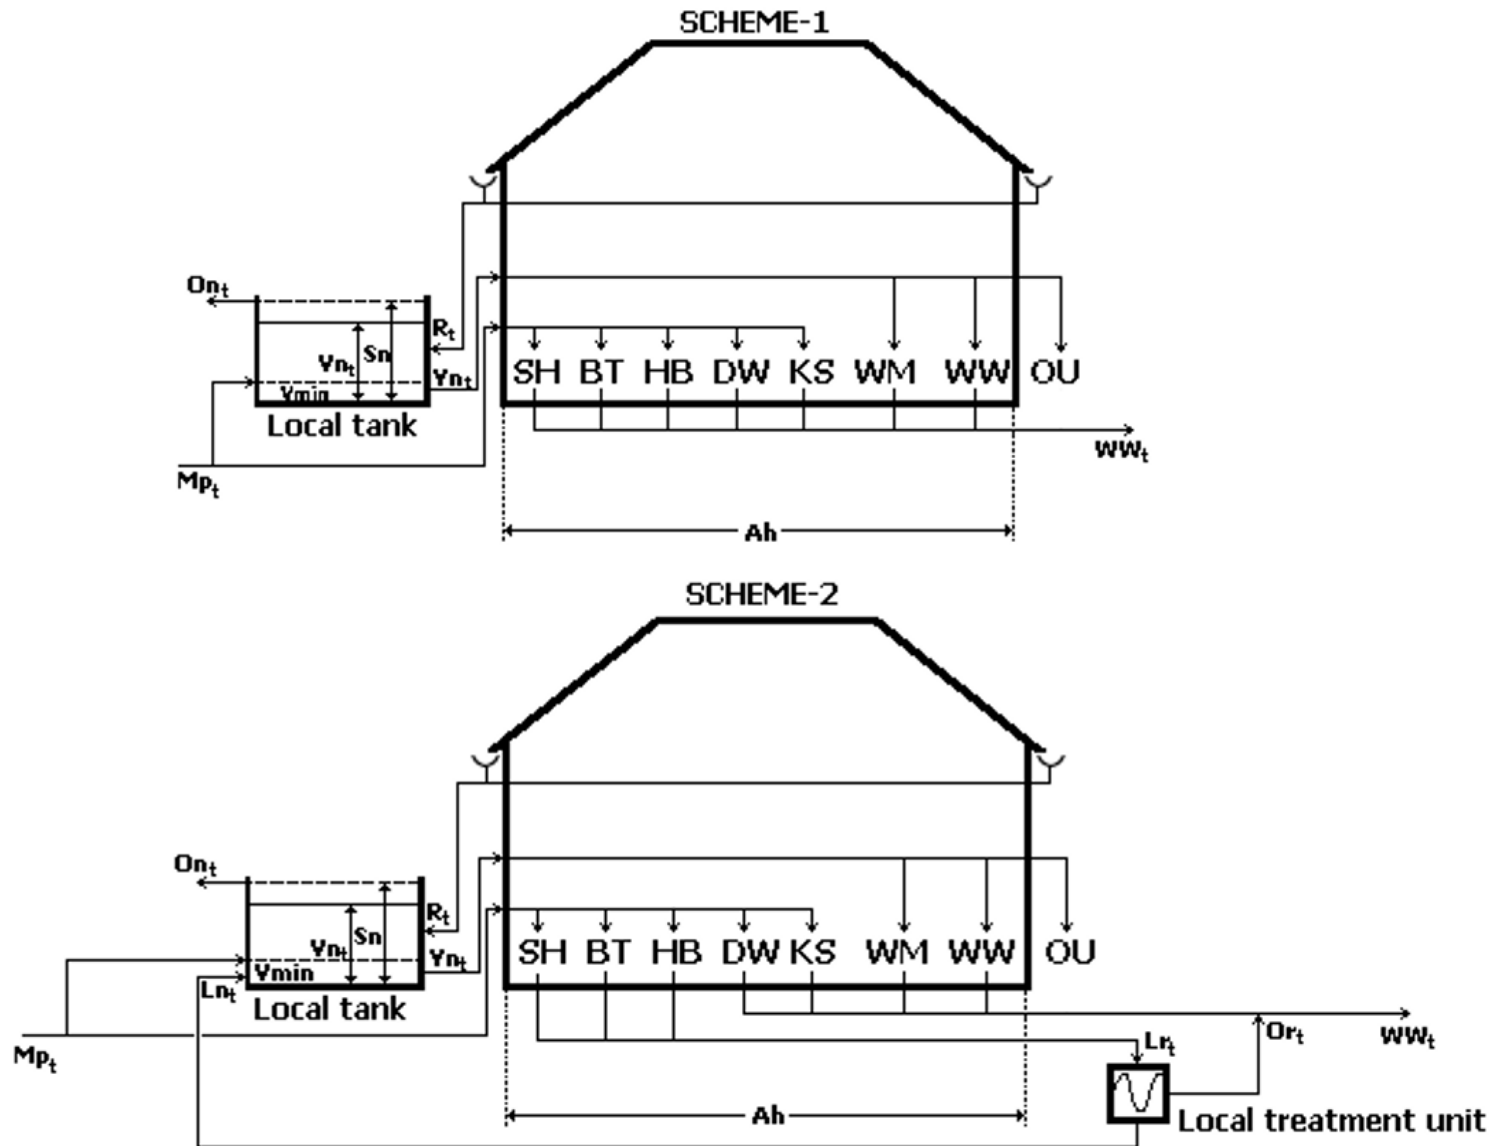 SCHEME-1
Onₜ
Rₜ
Vnₜ
Sn
Ynₜ
Vmin
Local tank
Mpₜ
SH BT HB DW KS WM WW OU
WWₜ
Ah
SCHEME-2
Onₜ
Rₜ
Sn
Vnₜ
Ynₜ
Vmin
Lnₜ
Local tank
Mpₜ
SH BT HB DW KS WM WW OU
Lrₜ
Orₜ
WWₜ
Ah
Local treatment unit